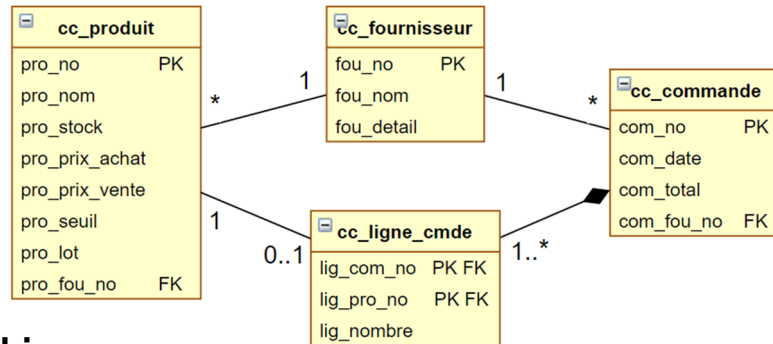 cc_produit
pro_no PK
pro_nom
pro_stock
pro_prix_achat
pro_prix_vente
pro_seuil
pro_lot
pro_fou_no FK
* 1
cc_fournisseur
fou_no PK
fou_nom
fou_detail
1 *
cc_commande
com_no PK
com_date
com_total
com_fou_no FK
1 0..1
cc_ligne_cmde
lig_com_no PK FK
lig_pro_no PK FK
lig_nombre
1..*